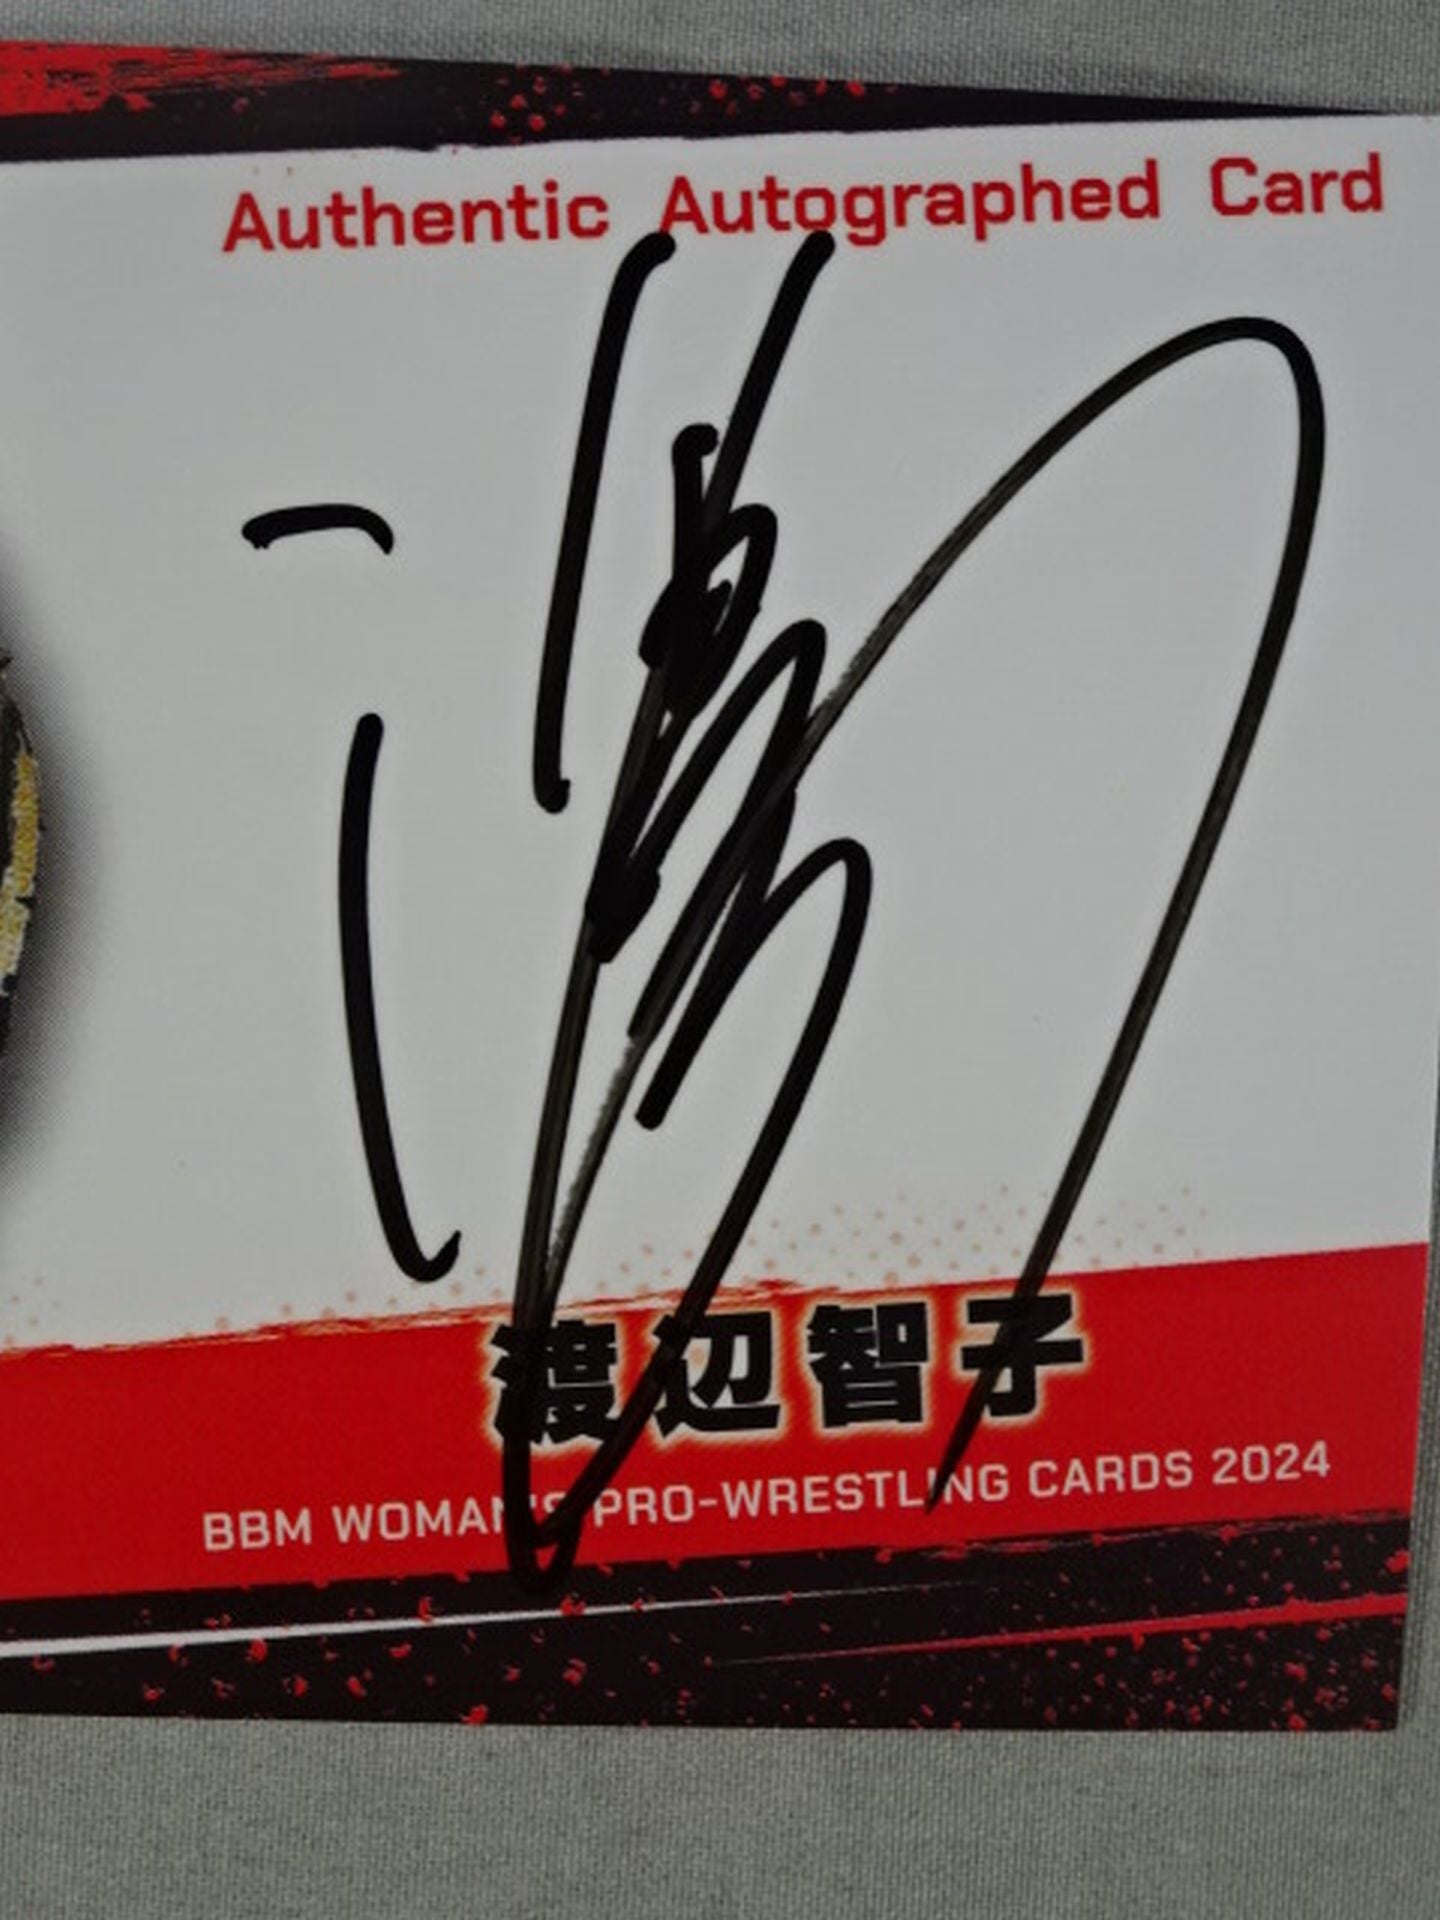 Authentic Autographed Card
渡辺智子
BBM WOMAN'S PRO-WRESTLING CARDS 2024